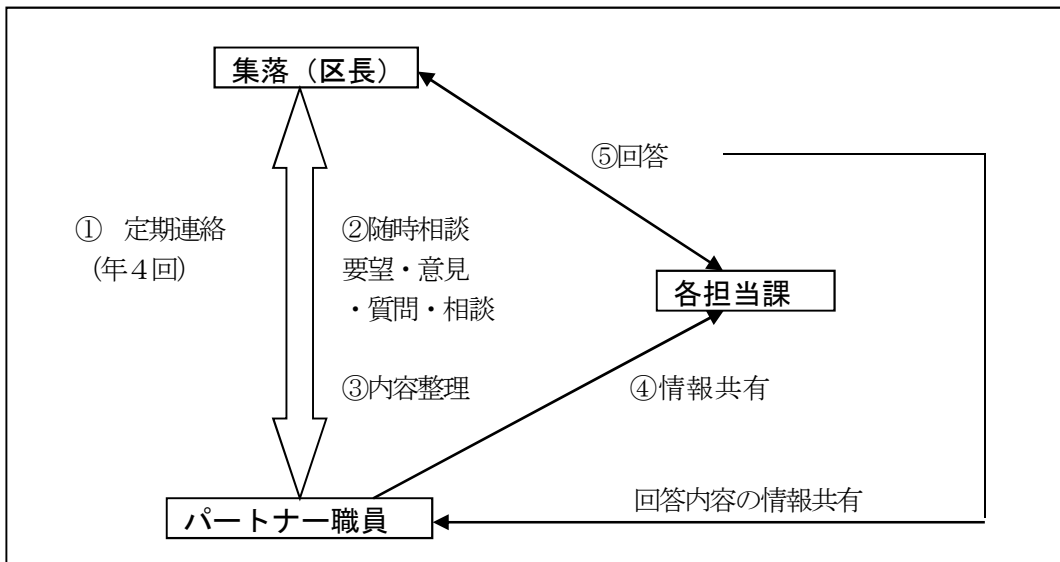 集落（区長）
⑤回答
①　定期連絡
（年４回）
②随時相談
要望・意見
・質問・相談
各担当課
③内容整理
④情報共有
回答内容の情報共有
パートナー職員